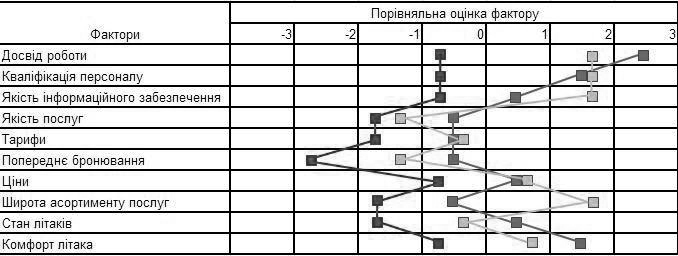 Порівняльна оцінка фактору
Фактори -3 -2 -1 0 1 2 3
Досвід роботи
Кваліфікація персоналу
Якість інформаційного забезпечення
Якість послуг
Тарифи
Попереднє бронювання
Ціни
Широта асортименту послуг
Стан літаків
Комфорт літака